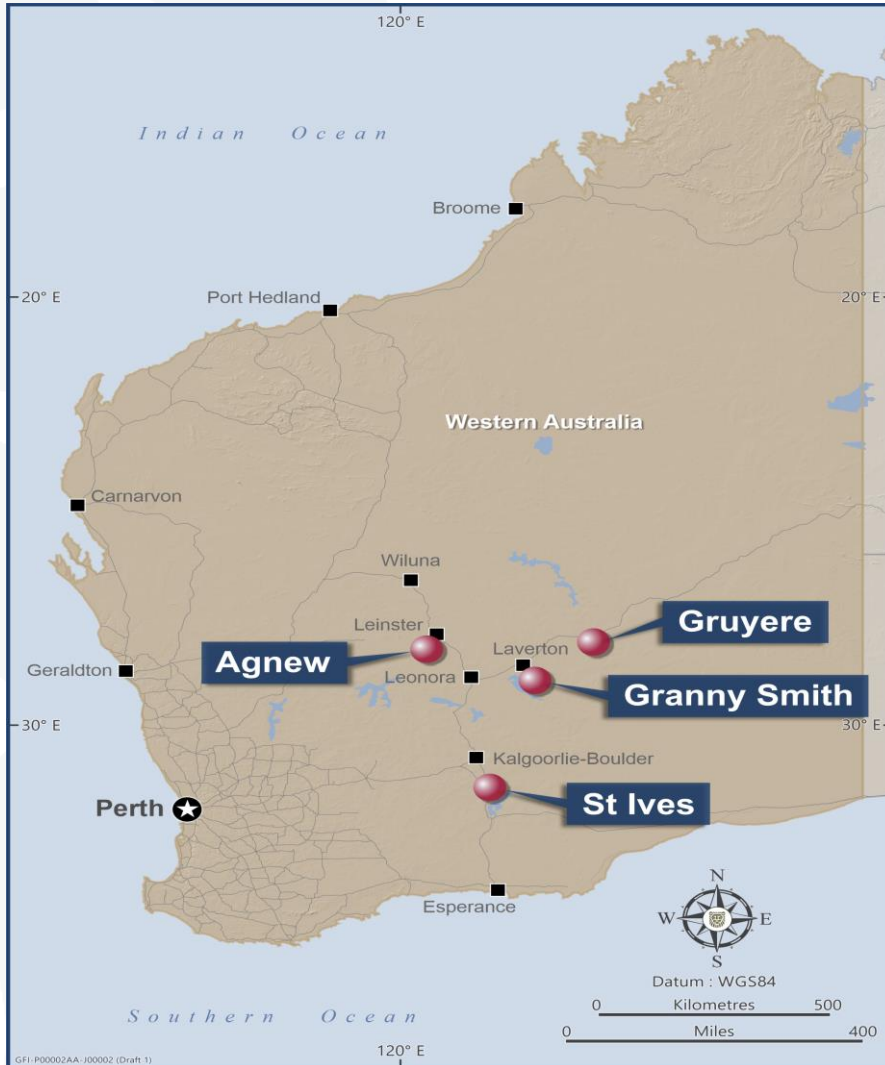 120° E
Indian Ocean
Broome
20° E
Port Hedland
20° E
Western Australia
Carnarvon
Wiluna
Leinster
Gruyere
Agnew
Laverton
Geraldton
Leonora
Granny Smith
30° E
30° E
Kalgoorlie-Boulder
St Ives
Perth
Esperance
N
W
E
S
Datum : WGS84
0 Kilometres 500
0 Miles 400
Southern Ocean
120° E
GFI-P00002AA-J00002 (Draft 1)